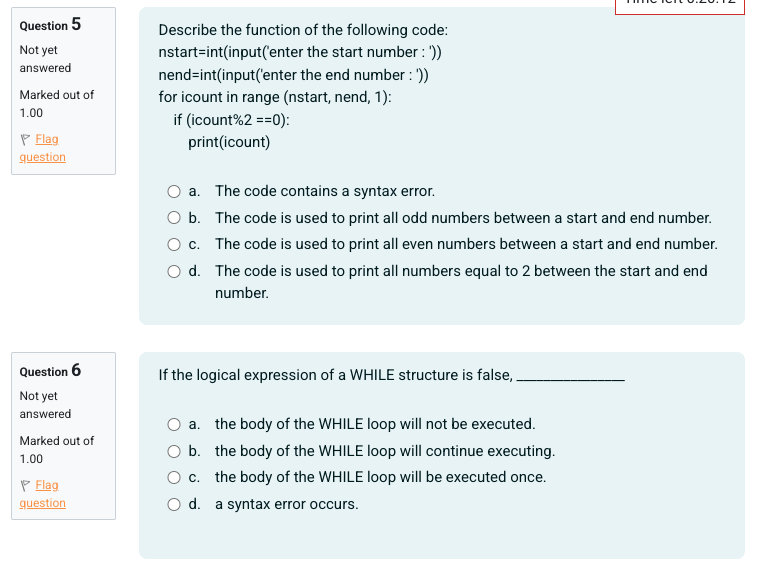 Time left 0:20:12
Question 5
Not yet
answered
Marked out of
1.00
Flag
question
Describe the function of the following code:
nstart=int(input('enter the start number : '))
nend=int(input('enter the end number : '))
for icount in range (nstart, nend, 1):
if (icount%2 ==0):
print(icount)
a. The code contains a syntax error.
b. The code is used to print all odd numbers between a start and end number.
c. The code is used to print all even numbers between a start and end number.
d. The code is used to print all numbers equal to 2 between the start and end
number.
Question 6
Not yet
answered
Marked out of
1.00
Flag
question
If the logical expression of a WHILE structure is false, ________________
a. the body of the WHILE loop will not be executed.
b. the body of the WHILE loop will continue executing.
c. the body of the WHILE loop will be executed once.
d. a syntax error occurs.